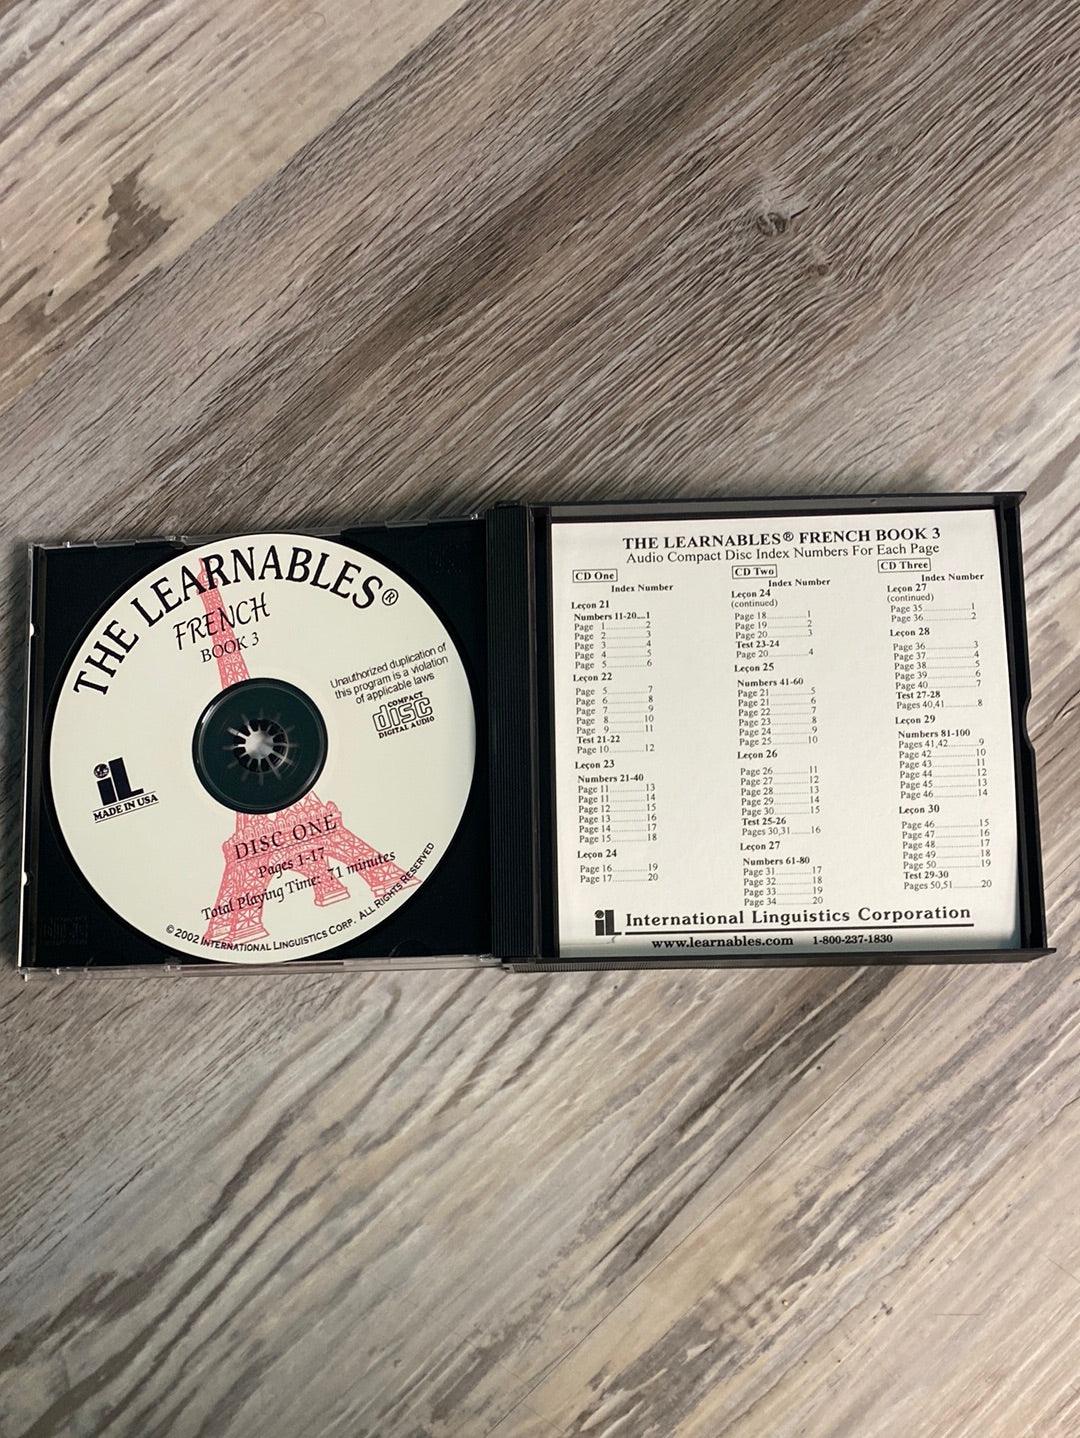 THE LEARNABLES®
FRENCH
BOOK 3
Unauthorized duplication of
this program is a violation
of applicable laws
COMPACT
disc
DIGITAL AUDIO
iL
MADE IN USA
DISC ONE
Pages 1-17
Total Playing Time: 71 minutes
© 2002 INTERNATIONAL LINGUISTICS CORP. ALL RIGHTS RESERVED
THE LEARNABLES® FRENCH BOOK 3
Audio Compact Disc Index Numbers For Each Page
CD One
Index Number
Leçon 21
Numbers 11-20....1
Page 1..........2
Page 2..........3
Page 3..........4
Page 4..........5
Page 5..........6
Leçon 22
Page 5..........7
Page 6..........8
Page 7..........9
Page 8..........10
Page 9..........11
Test 21-22
Page 10..........12
Leçon 23
Numbers 21-40
Page 11..........13
Page 11..........14
Page 12..........15
Page 13..........16
Page 14..........17
Page 15..........18
Leçon 24
Page 16..........19
Page 17..........20
CD Two
Index Number
Leçon 24
(continued)
Page 18..........1
Page 19..........2
Page 20..........3
Test 23-24
Page 20..........4
Leçon 25
Numbers 41-60
Page 21..........5
Page 21..........6
Page 22..........7
Page 23..........8
Page 24..........9
Page 25..........10
Leçon 26
Page 26..........11
Page 27..........12
Page 28..........13
Page 29..........14
Page 30..........15
Test 25-26
Pages 30,31......16
Leçon 27
Numbers 61-80
Page 31..........17
Page 32..........18
Page 33..........19
Page 34..........20
CD Three
Index Number
Leçon 27
(continued)
Page 35..........1
Page 36..........2
Leçon 28
Page 36..........3
Page 37..........4
Page 38..........5
Page 39..........6
Page 40..........7
Test 27-28
Pages 40,41......8
Leçon 29
Numbers 81-100
Pages 41,42......9
Page 42..........10
Page 43..........11
Page 44..........12
Page 45..........13
Page 46..........14
Leçon 30
Page 46..........15
Page 47..........16
Page 48..........17
Page 49..........18
Page 50..........19
Test 29-30
Pages 50,51......20
iL International Linguistics Corporation
www.learnables.com 1-800-237-1830